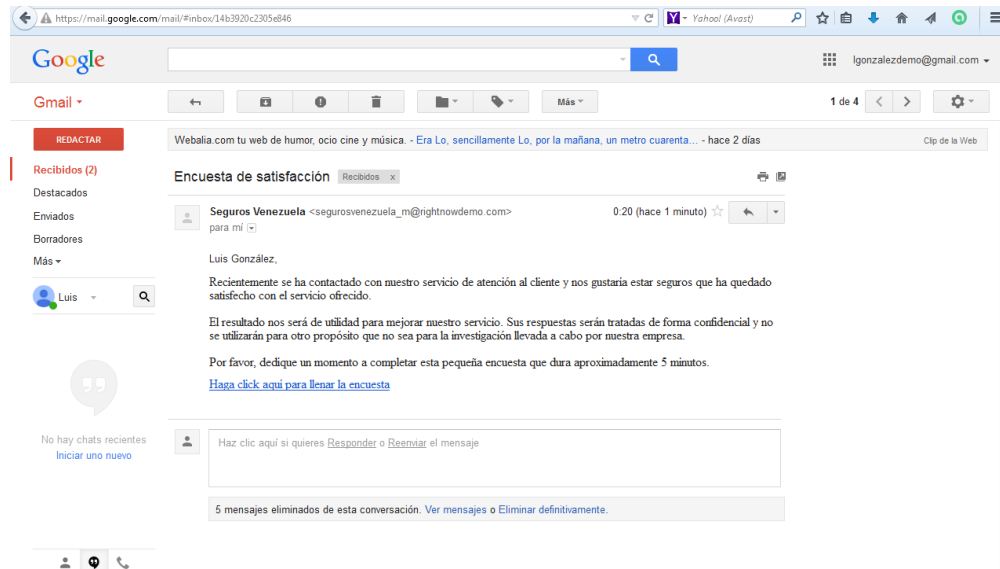 https://mail.google.com/mail/#inbox/14b3920c2305e846
Yahoo! (Avast)
Google
lgonzalezdemo@gmail.com
Gmail
Más
1 de 4
REDACTAR
Webalia.com tu web de humor, ocio cine y música. - Era Lo, sencillamente Lo, por la mañana, un metro cuarenta... - hace 2 días
Clip de la Web
Recibidos (2)
Destacados
Enviados
Borradores
Más
Luis
Encuesta de satisfacción
Recibidos x
Seguros Venezuela <segurosvenezuela_m@rightnowdemo.com>
0:20 (hace 1 minuto)
para mí
Luis González,
Recientemente se ha contactado con nuestro servicio de atención al cliente y nos gustaria estar seguros que ha quedado
satisfecho con el servicio ofrecido.
El resultado nos será de utilidad para mejorar nuestro servicio. Sus respuestas serán tratadas de forma confidencial y no
se utilizarán para otro propósito que no sea para la investigación llevada a cabo por nuestra empresa.
Por favor, dedique un momento a completar esta pequeña encuesta que dura aproximadamente 5 minutos.
Haga click aqui para llenar la encuesta
No hay chats recientes
Iniciar uno nuevo
Haz clic aquí si quieres Responder o Reenviar el mensaje
5 mensajes eliminados de esta conversación. Ver mensajes o Eliminar definitivamente.